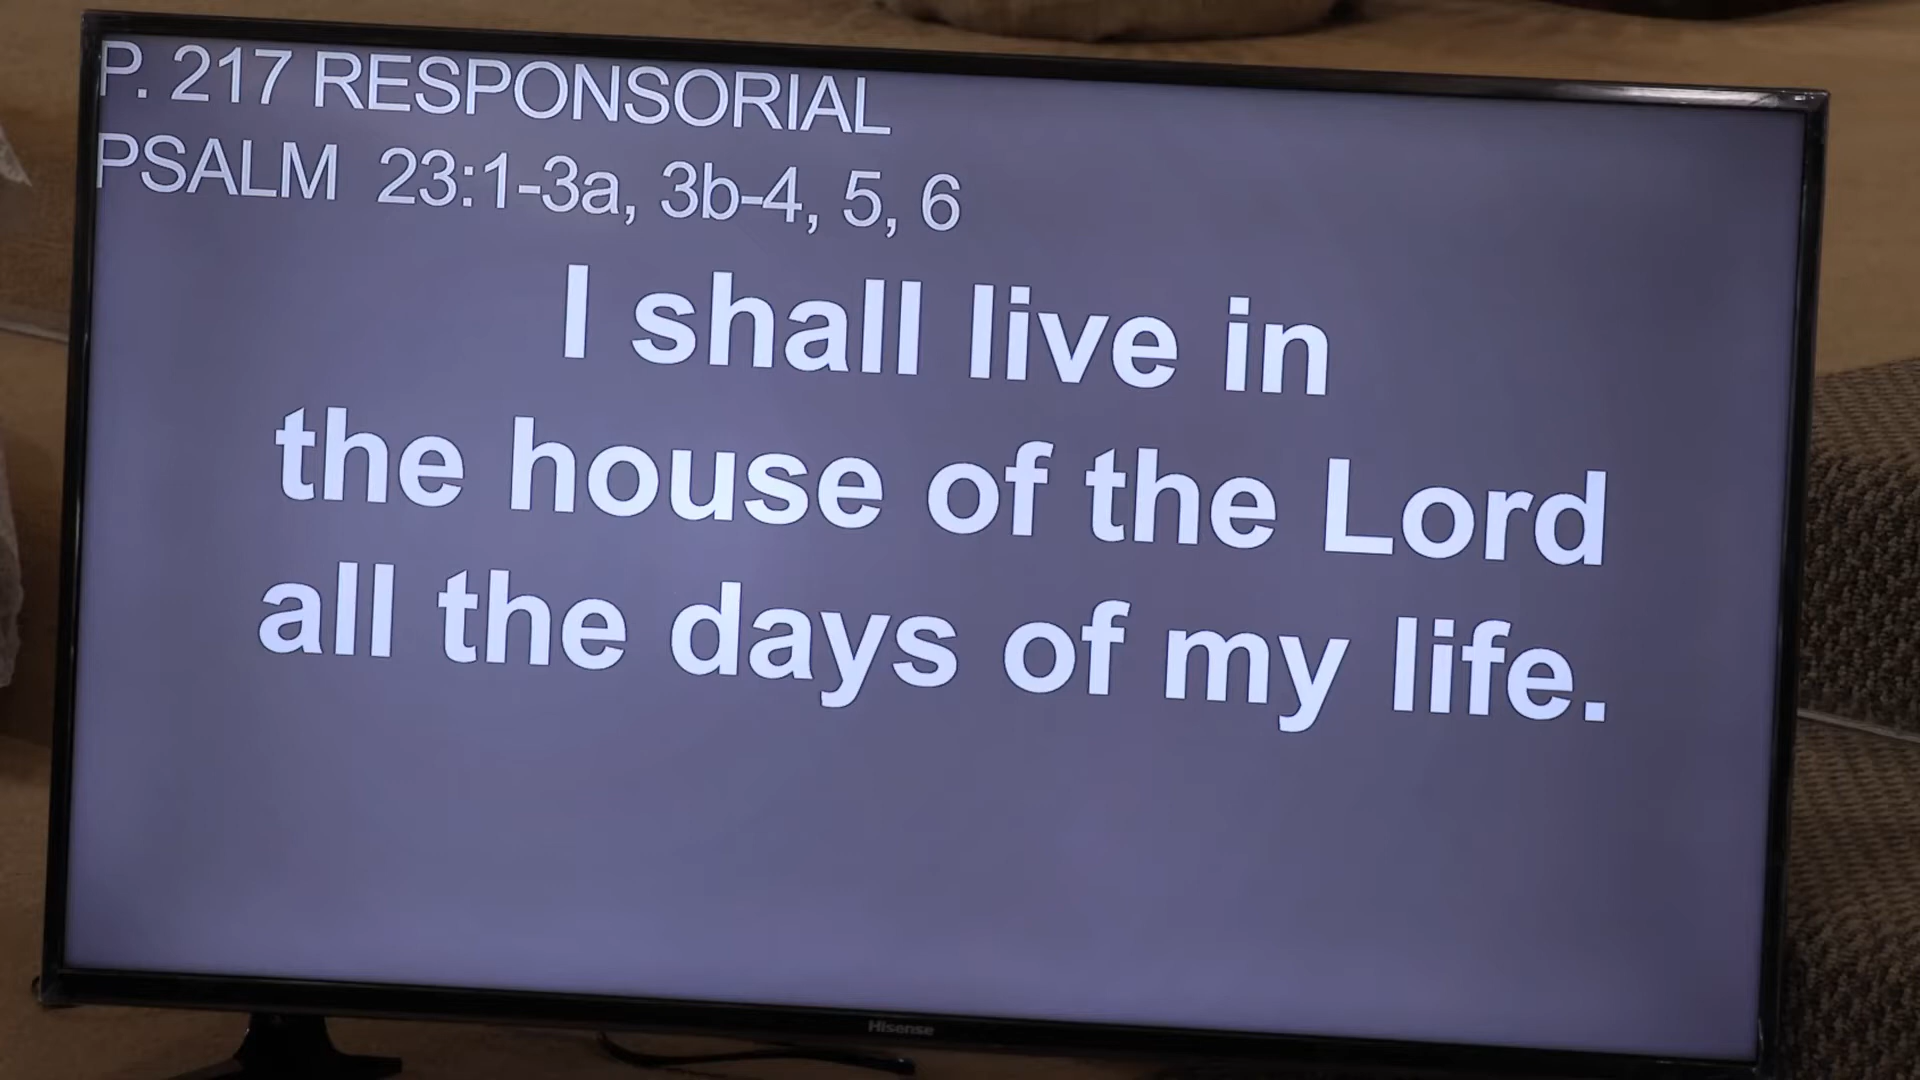 P. 217 RESPONSORIAL
PSALM 23:1-3a, 3b-4, 5, 6
I shall live in
the house of the Lord
all the days of my life.
Hisense